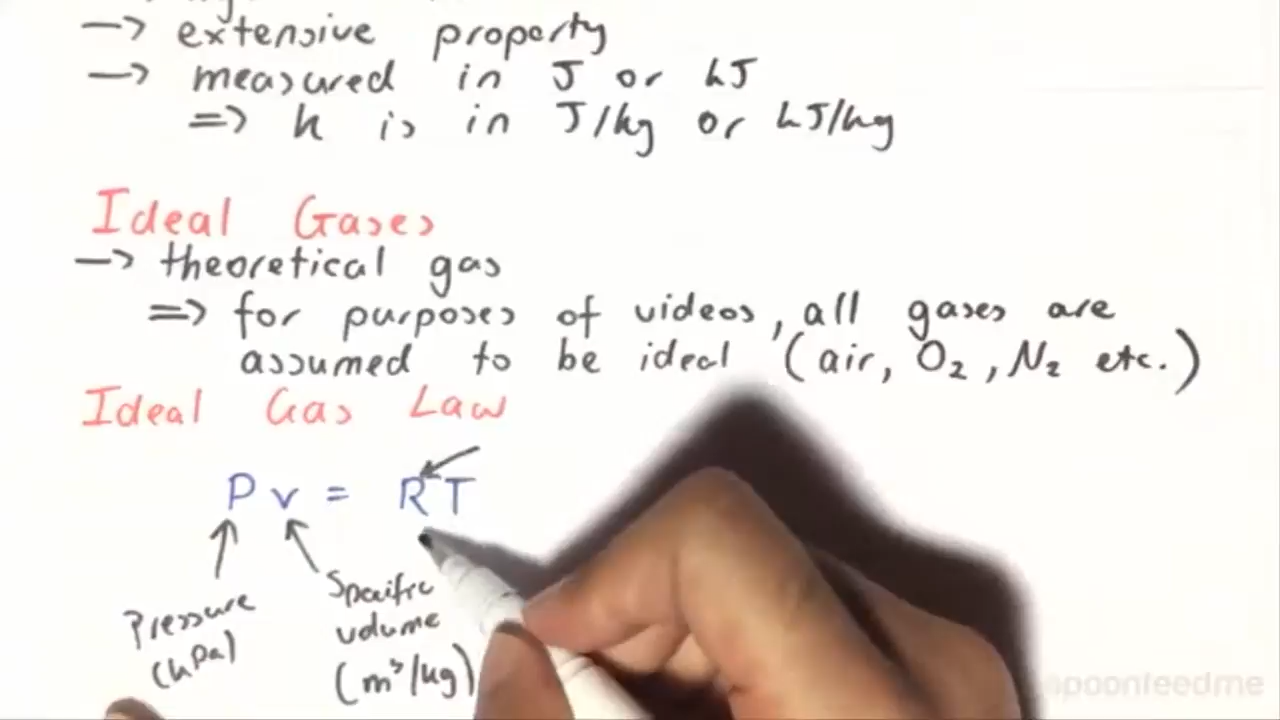 → extensive property
→ measured in J or kJ
⇒ h is in J/kg or kJ/kg
Ideal Gases
→ theoretical gas
⇒ for purposes of videos, all gases are
assumed to be ideal (air, O₂, N₂ etc.)
Ideal Gas Law
Pv = RT
Pressure
(kPa)
Specific
volume
(m³/kg)
spoonfeedme